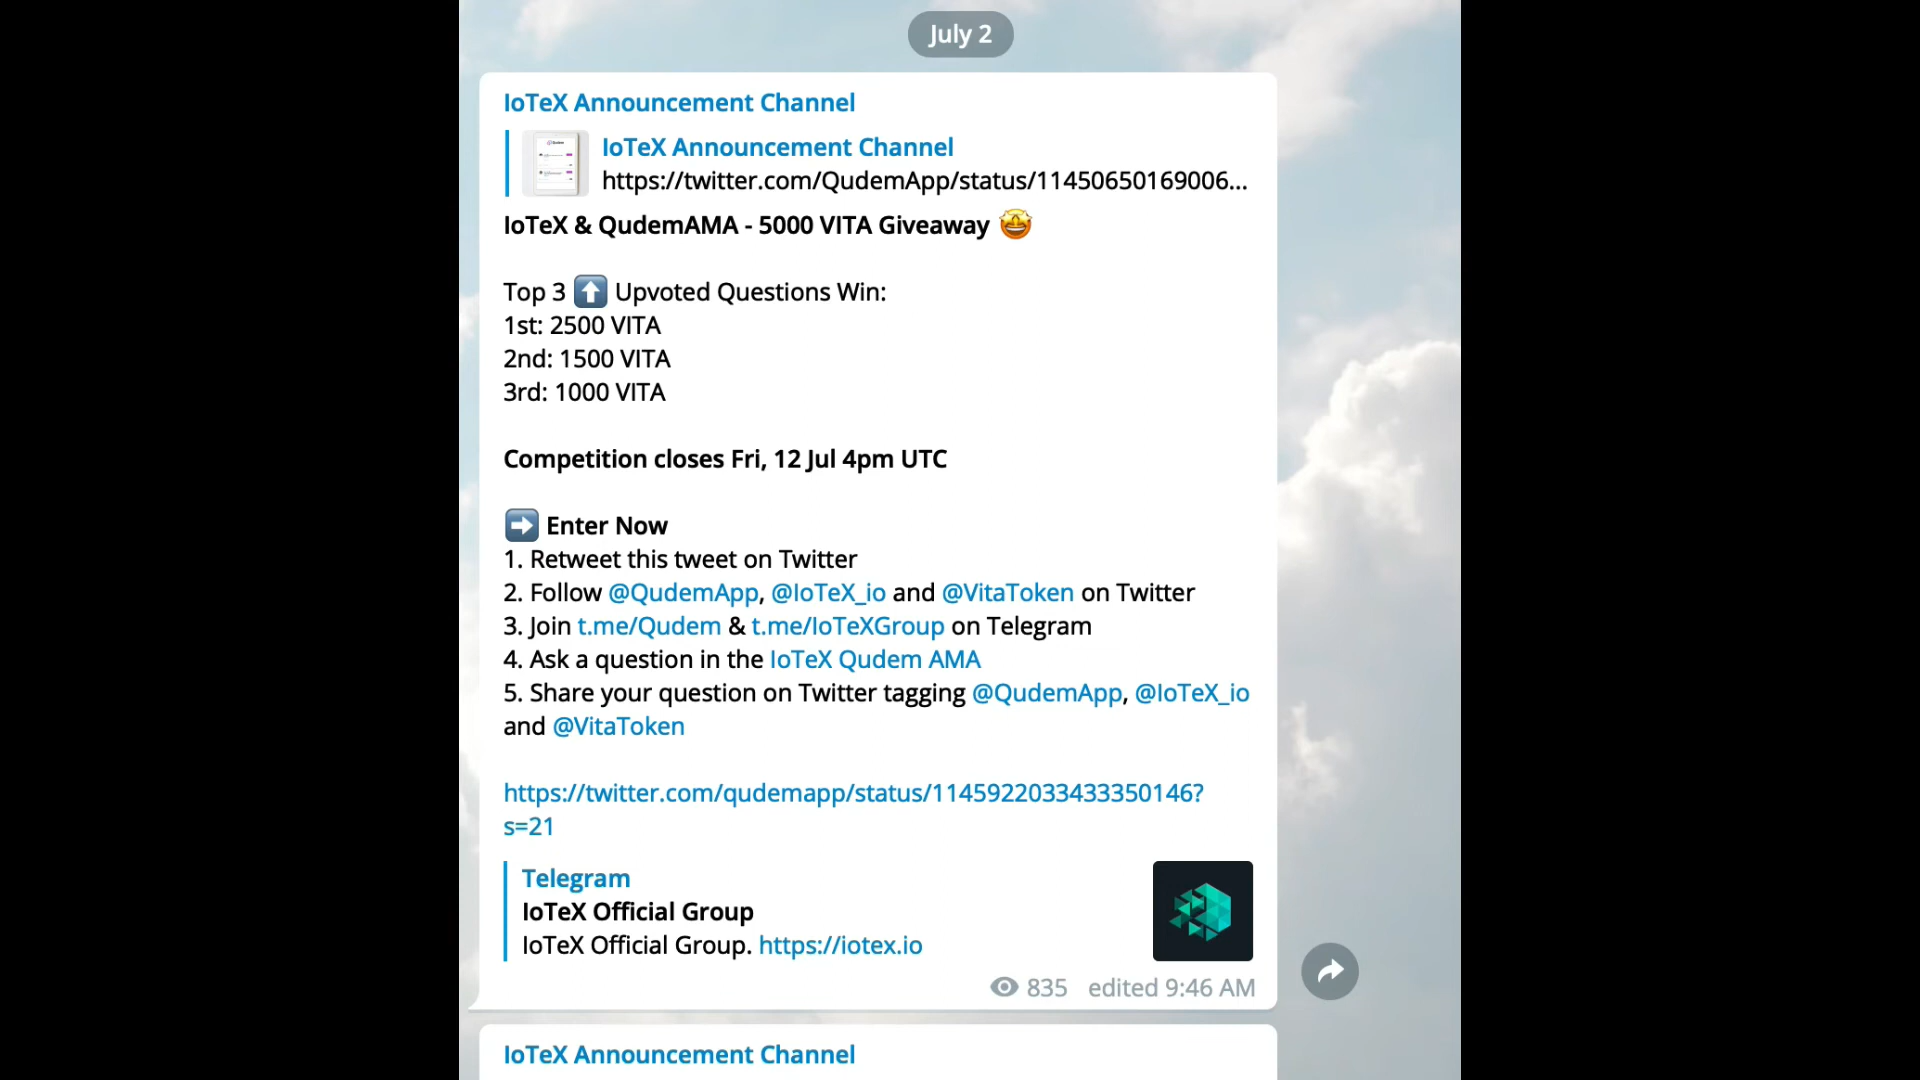 July 2
IoTeX Announcement Channel
IoTeX Announcement Channel
https://twitter.com/QudemApp/status/11450650169006...
IoTeX & QudemAMA - 5000 VITA Giveaway 🤩
Top 3 ⬆️ Upvoted Questions Win:
1st: 2500 VITA
2nd: 1500 VITA
3rd: 1000 VITA
Competition closes Fri, 12 Jul 4pm UTC
➡️ Enter Now
1. Retweet this tweet on Twitter
2. Follow @QudemApp, @IoTeX_io and @VitaToken on Twitter
3. Join t.me/Qudem & t.me/IoTeXGroup on Telegram
4. Ask a question in the IoTeX Qudem AMA
5. Share your question on Twitter tagging @QudemApp, @IoTeX_io
and @VitaToken
https://twitter.com/qudemapp/status/1145922033433350146?
s=21
Telegram
IoTeX Official Group
IoTeX Official Group. https://iotex.io
835 edited 9:46 AM
IoTeX Announcement Channel